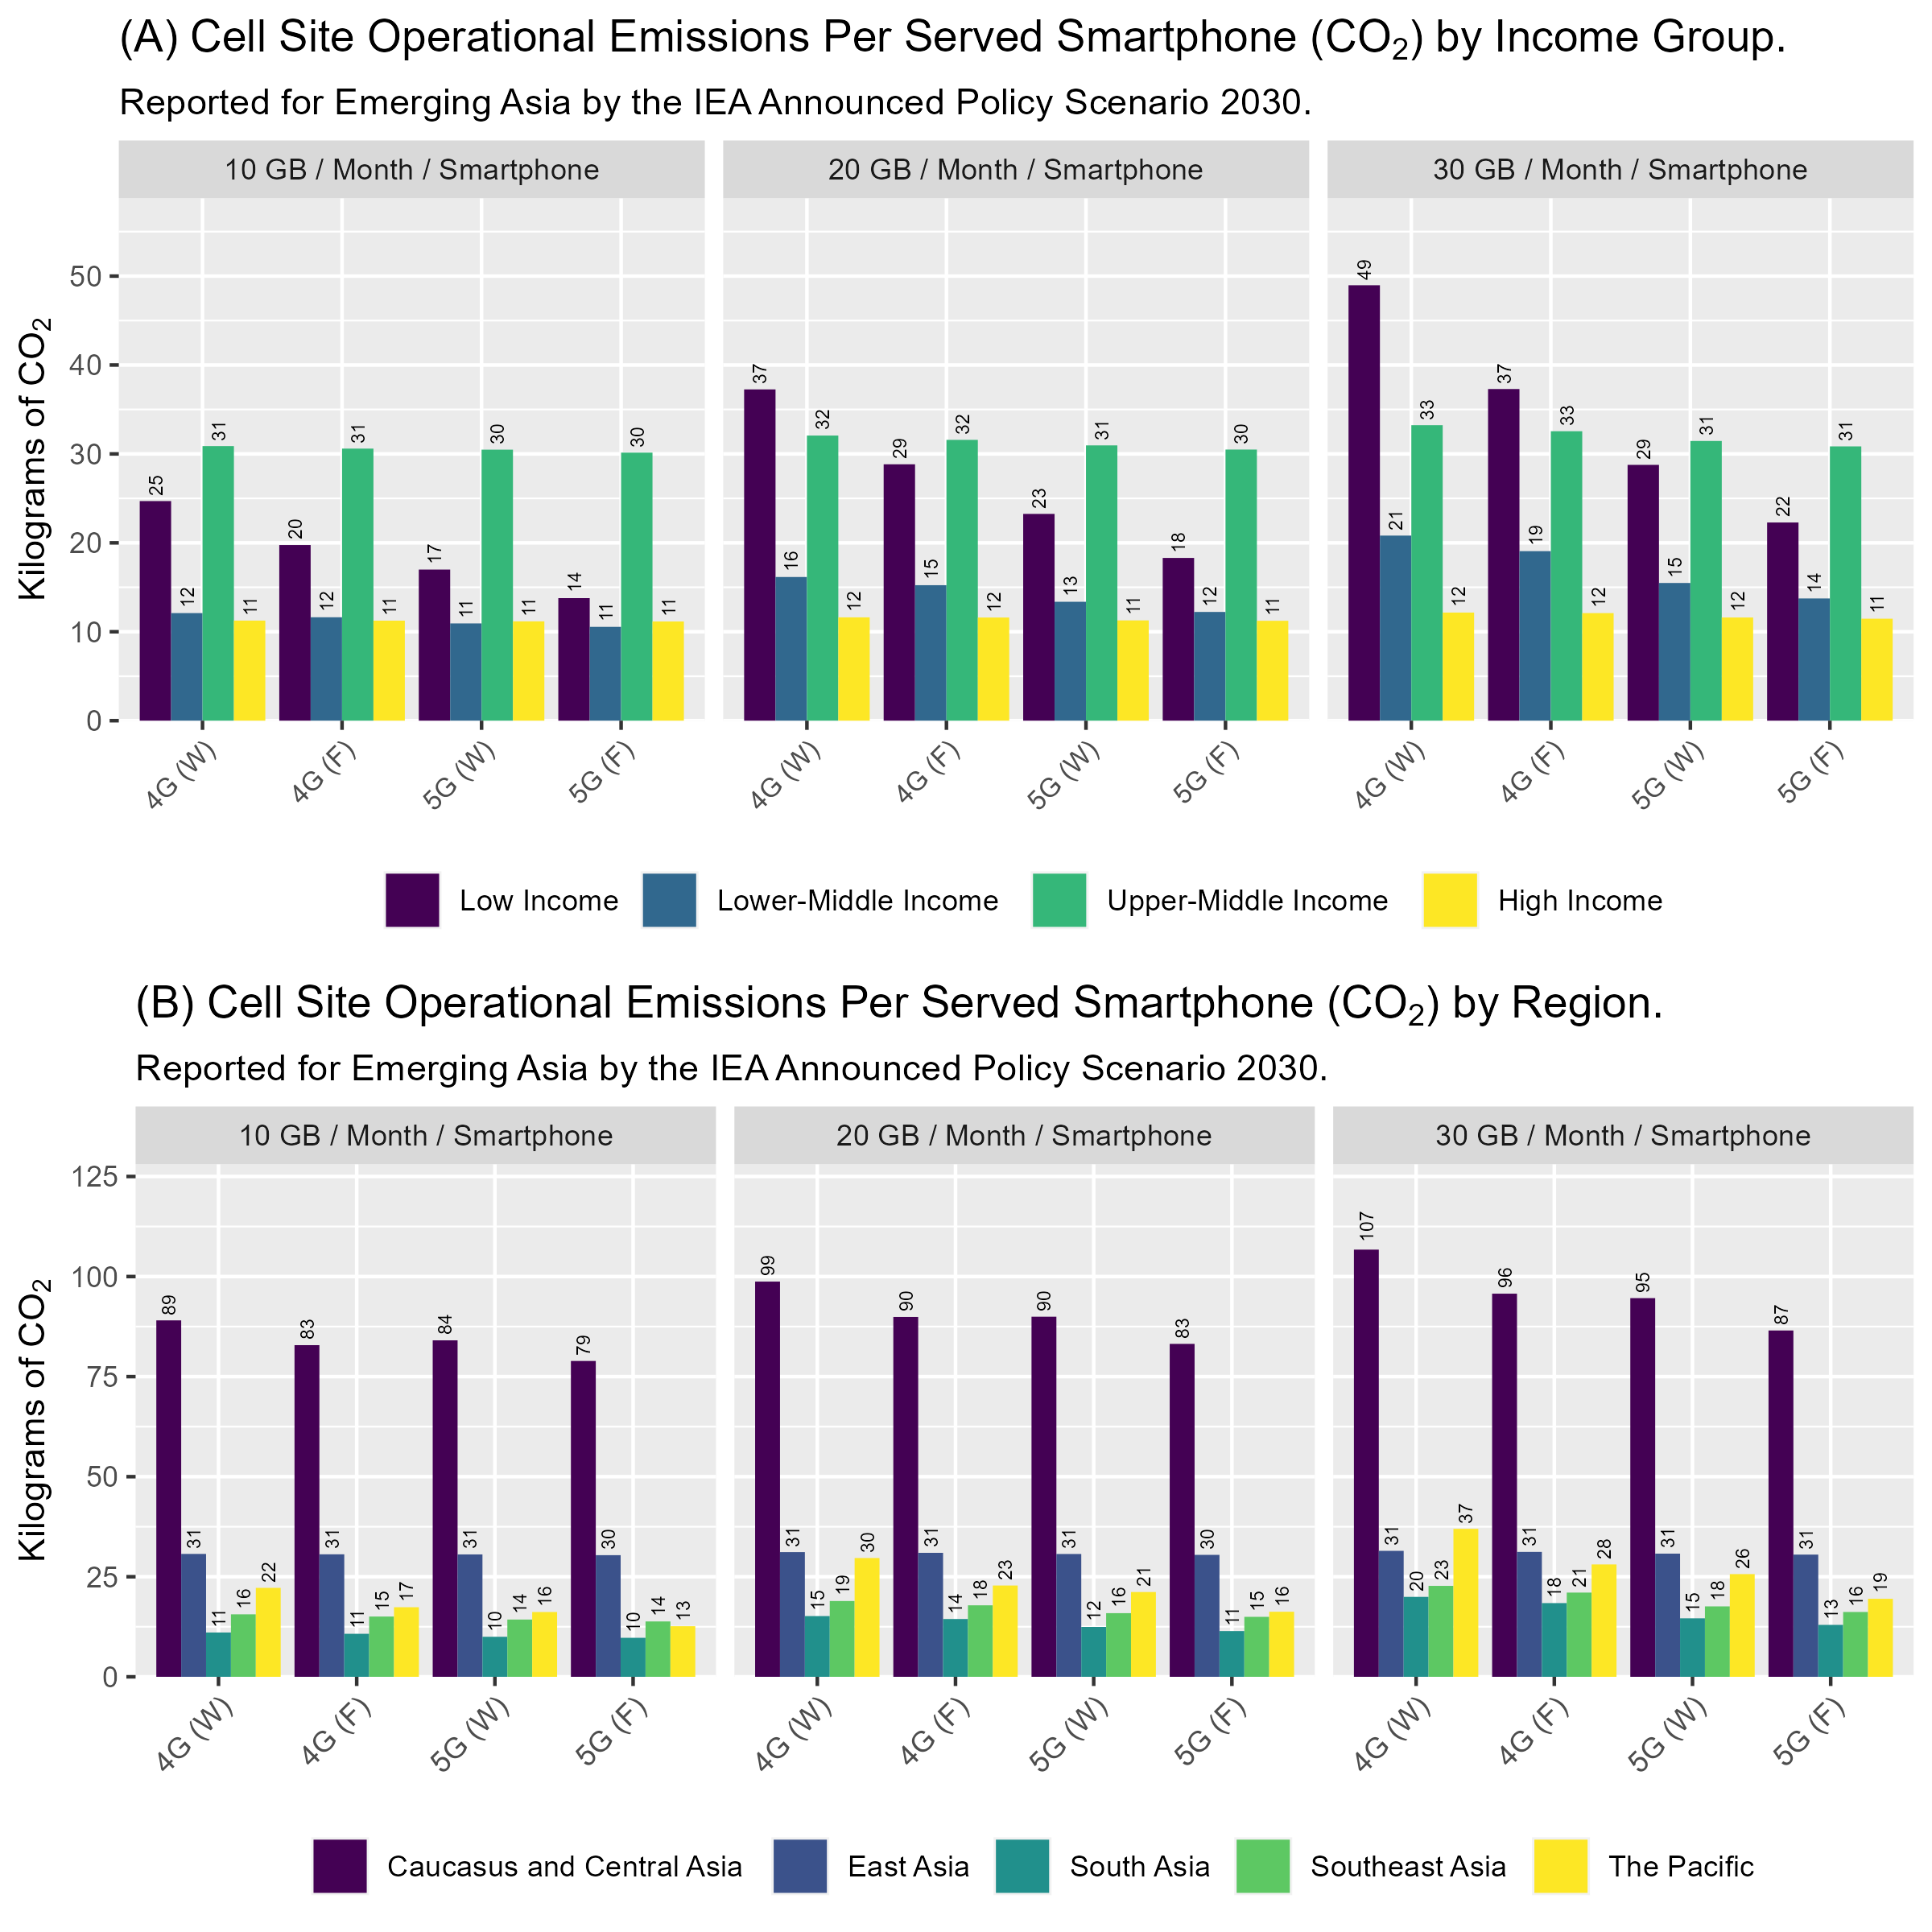 (A) Cell Site Operational Emissions Per Served Smartphone (CO₂) by Income Group.
Reported for Emerging Asia by the IEA Announced Policy Scenario 2030.
10 GB / Month / Smartphone 20 GB / Month / Smartphone 30 GB / Month / Smartphone
Kilograms of CO₂
50
40
30
20
10
0
25 12 31 11 20 12 31 11 17 11 30 11 14 11 30 11
37 16 32 12 29 15 32 12 23 13 31 11 18 12 30 11
49 21 33 12 37 19 33 12 29 15 31 12 22 14 31 11
4G (W) 4G (F) 5G (W) 5G (F) 4G (W) 4G (F) 5G (W) 5G (F) 4G (W) 4G (F) 5G (W) 5G (F)
Low Income Lower-Middle Income Upper-Middle Income High Income
(B) Cell Site Operational Emissions Per Served Smartphone (CO₂) by Region.
Reported for Emerging Asia by the IEA Announced Policy Scenario 2030.
10 GB / Month / Smartphone 20 GB / Month / Smartphone 30 GB / Month / Smartphone
Kilograms of CO₂
125
100
75
50
25
0
89 31 11 16 22 83 31 11 15 17 84 31 10 14 16 79 30 10 14 13
99 31 15 19 30 90 31 14 18 23 90 31 12 16 21 83 30 11 15 16
107 31 20 23 37 96 31 18 21 28 95 31 15 18 26 87 31 13 16 19
4G (W) 4G (F) 5G (W) 5G (F) 4G (W) 4G (F) 5G (W) 5G (F) 4G (W) 4G (F) 5G (W) 5G (F)
Caucasus and Central Asia East Asia South Asia Southeast Asia The Pacific